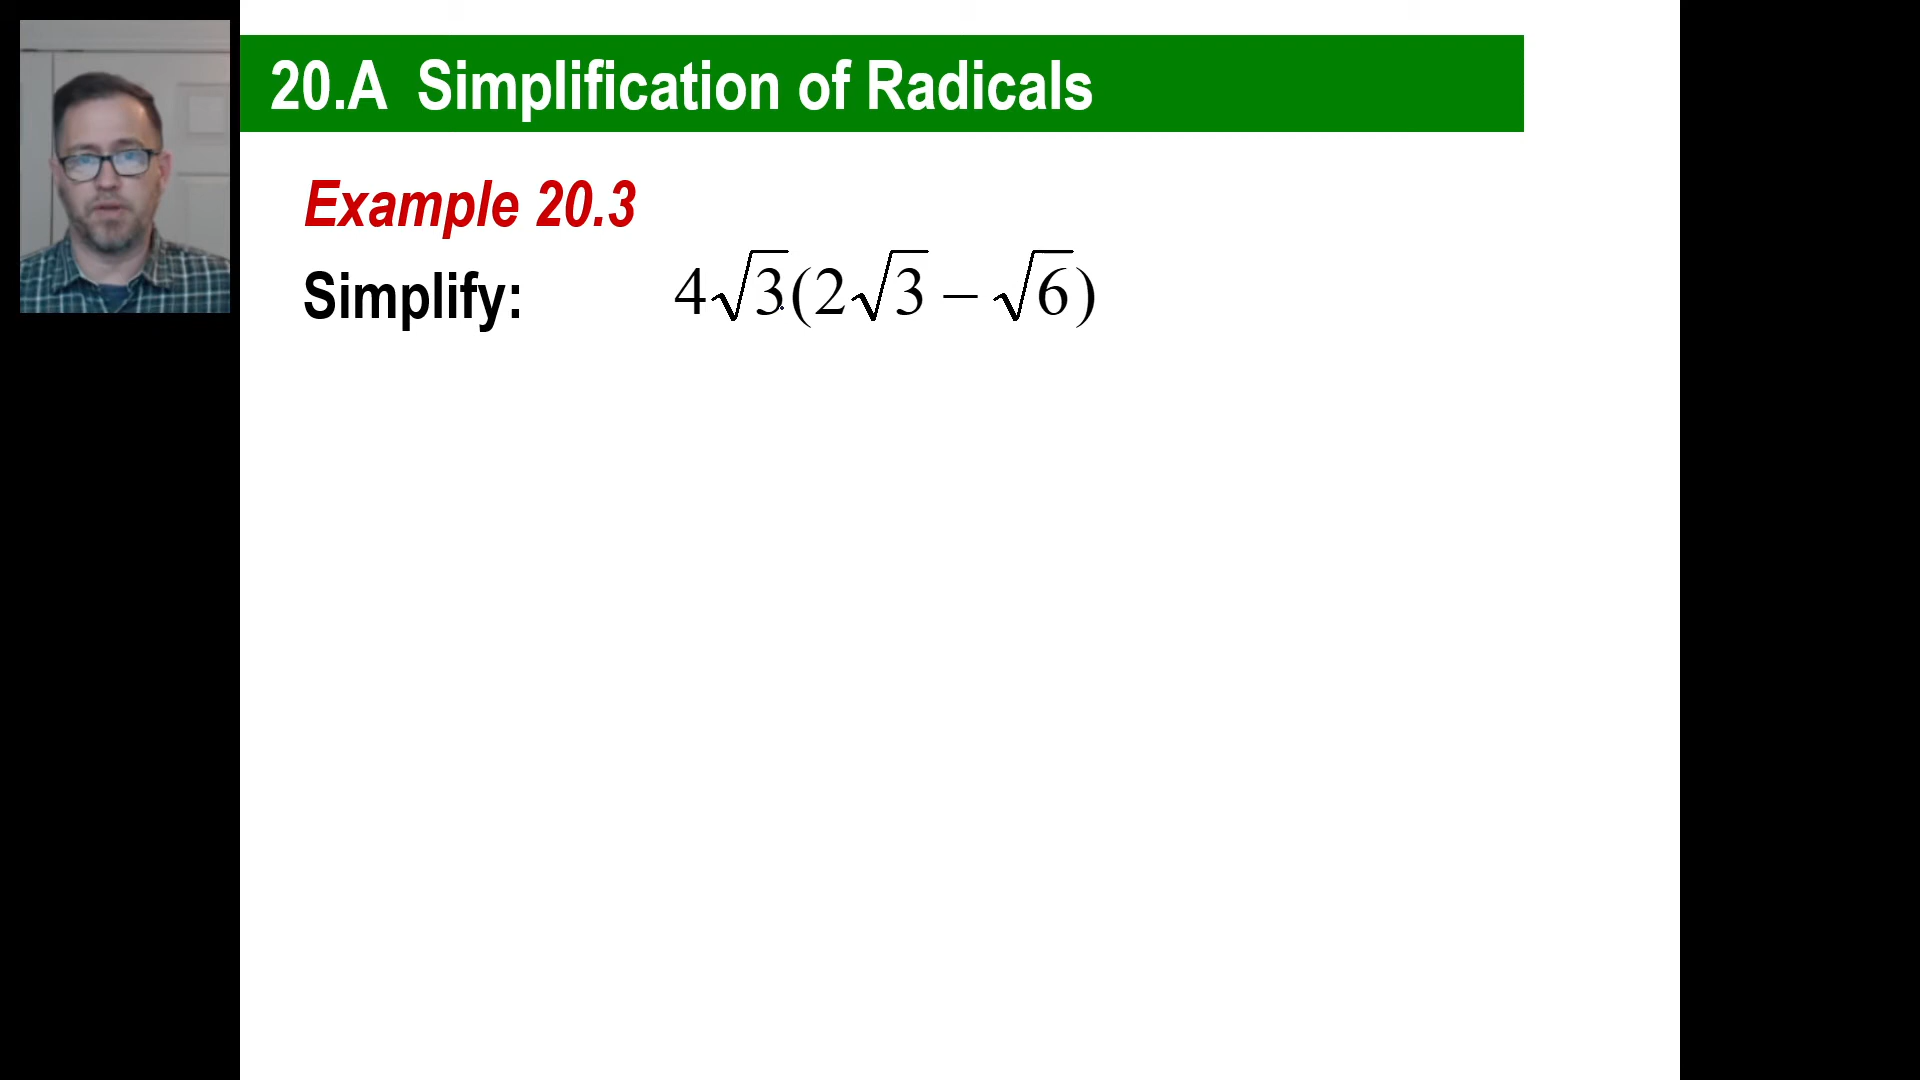 20.A Simplification of Radicals
Example 20.3
Simplify: 4√3(2√3 − √6)